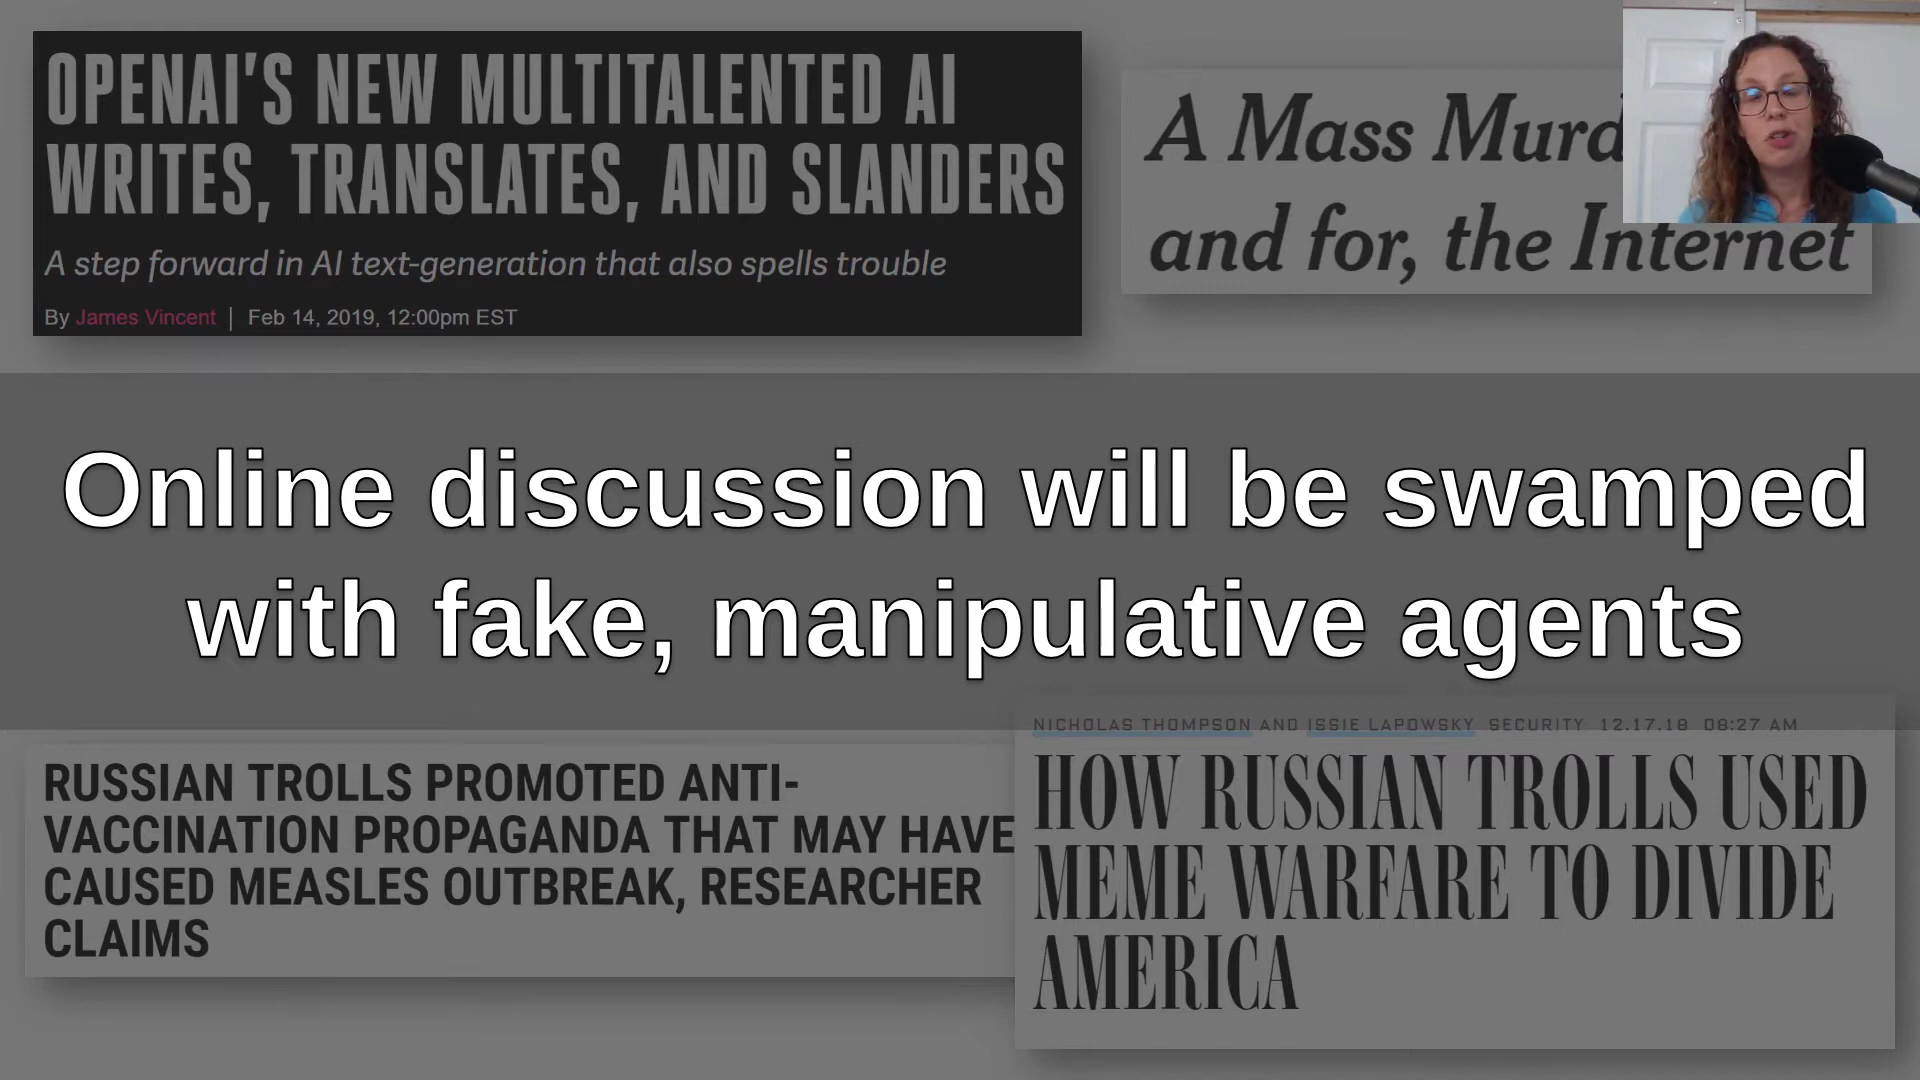 OPENAI'S NEW MULTITALENTED AI
WRITES, TRANSLATES, AND SLANDERS
A step forward in AI text-generation that also spells trouble
By James Vincent | Feb 14, 2019, 12:00pm EST
A Mass
and for, the Internet
Online discussion will be swamped
with fake, manipulative agents
RUSSIAN TROLLS PROMOTED ANTI-
VACCINATION PROPAGANDA THAT MAY HAVE
CAUSED MEASLES OUTBREAK, RESEARCHER
CLAIMS
NICHOLAS THOMPSON AND ISSIE LAPOWSKY SECURITY 12.17.18 08:27 AM
HOW RUSSIAN TROLLS USED
MEME WARFARE TO DIVIDE
AMERICA